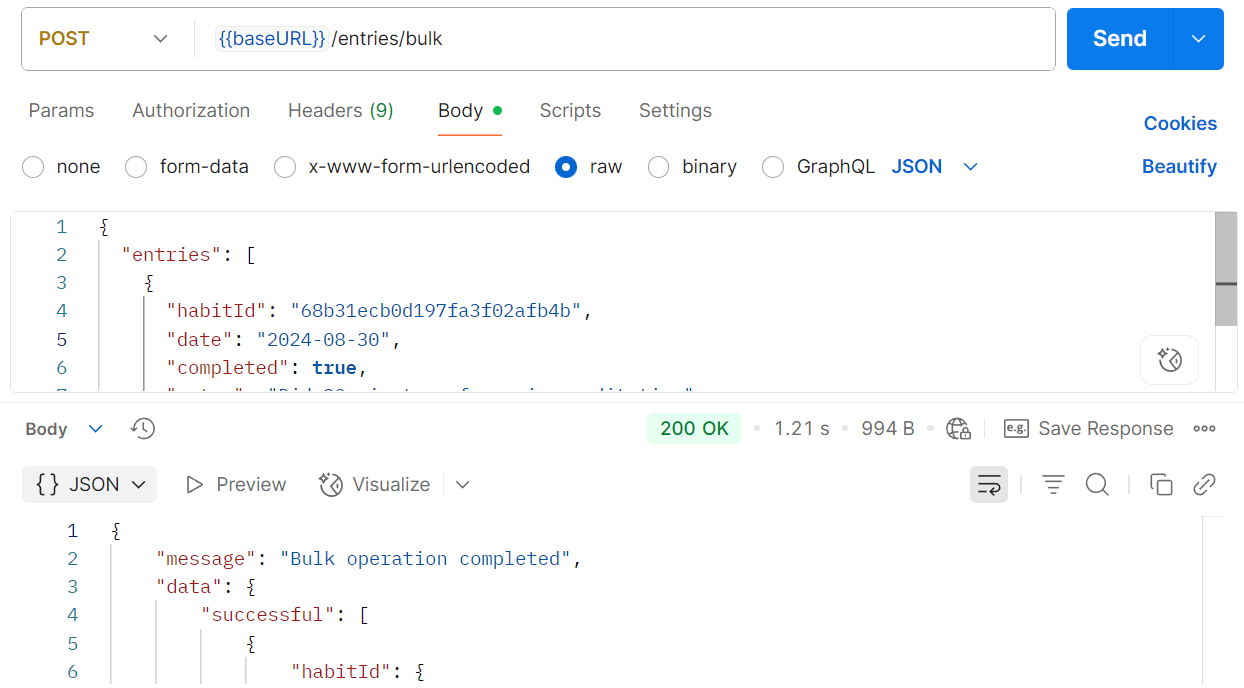 POST {{baseURL}} /entries/bulk Send
Params Authorization Headers (9) Body Scripts Settings Cookies
none form-data x-www-form-urlencoded raw binary GraphQL JSON Beautify
1 {
2 "entries": [
3 {
4 "habitId": "68b31ecb0d197fa3f02afb4b",
5 "date": "2024-08-30",
6 "completed": true,
Body 200 OK • 1.21 s • 994 B • e.g. Save Response
{} JSON Preview Visualize
1 {
2 "message": "Bulk operation completed",
3 "data": {
4 "successful": [
5 {
6 "habitId": {